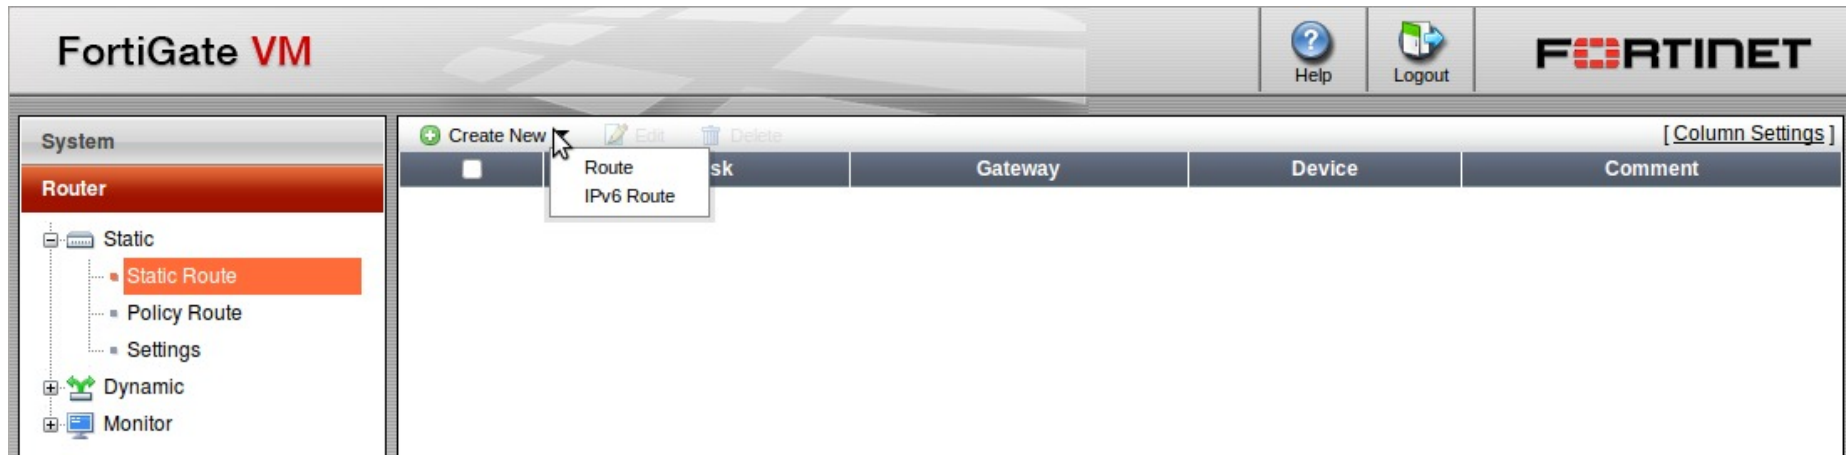 FortiGate VM
Help
Logout
FORTINET
System
Router
Static
Static Route
Policy Route
Settings
Dynamic
Monitor
Create New
Edit
Delete
[ Column Settings ]
sk
Gateway
Device
Comment
Route
IPv6 Route